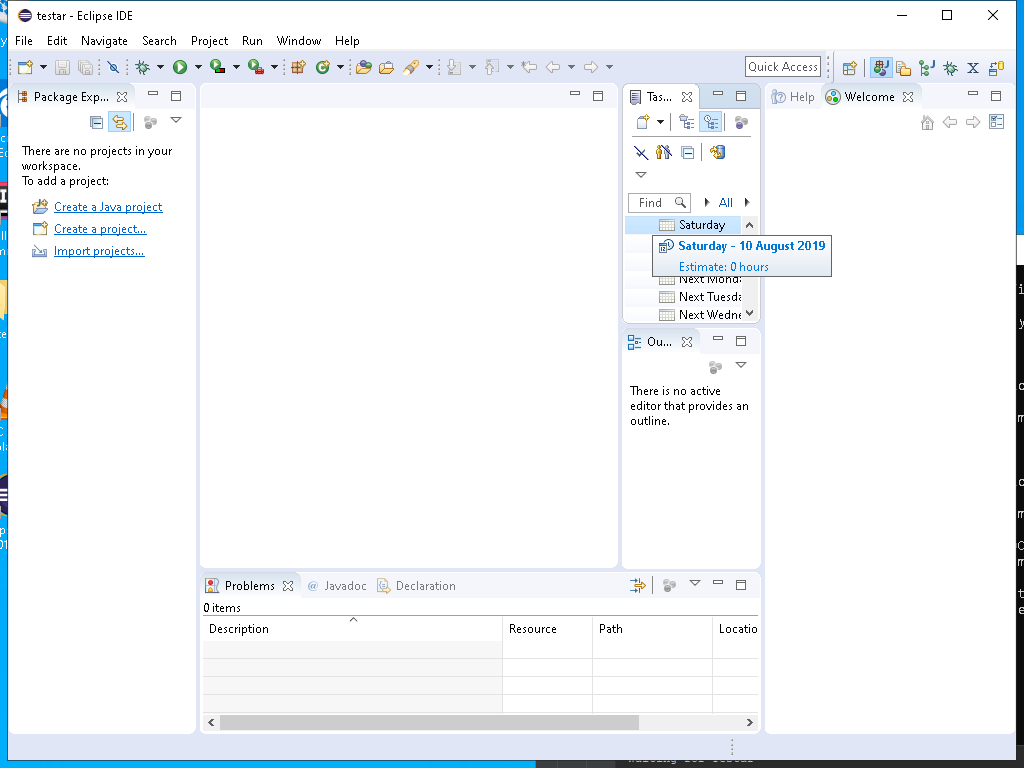 testar - Eclipse IDE
File Edit Navigate Search Project Run Window Help
Quick Access
Package Exp...
There are no projects in your
workspace.
To add a project:
Create a Java project
Create a project...
Import projects...
Tas...
Find
All
Saturday
Saturday - 10 August 2019
Estimate: 0 hours
Next Monda
Next Tuesda
Next Wedne
Ou...
There is no active
editor that provides an
outline.
Help
Welcome
Problems
@ Javadoc
Declaration
0 items
Description Resource Path Locatio